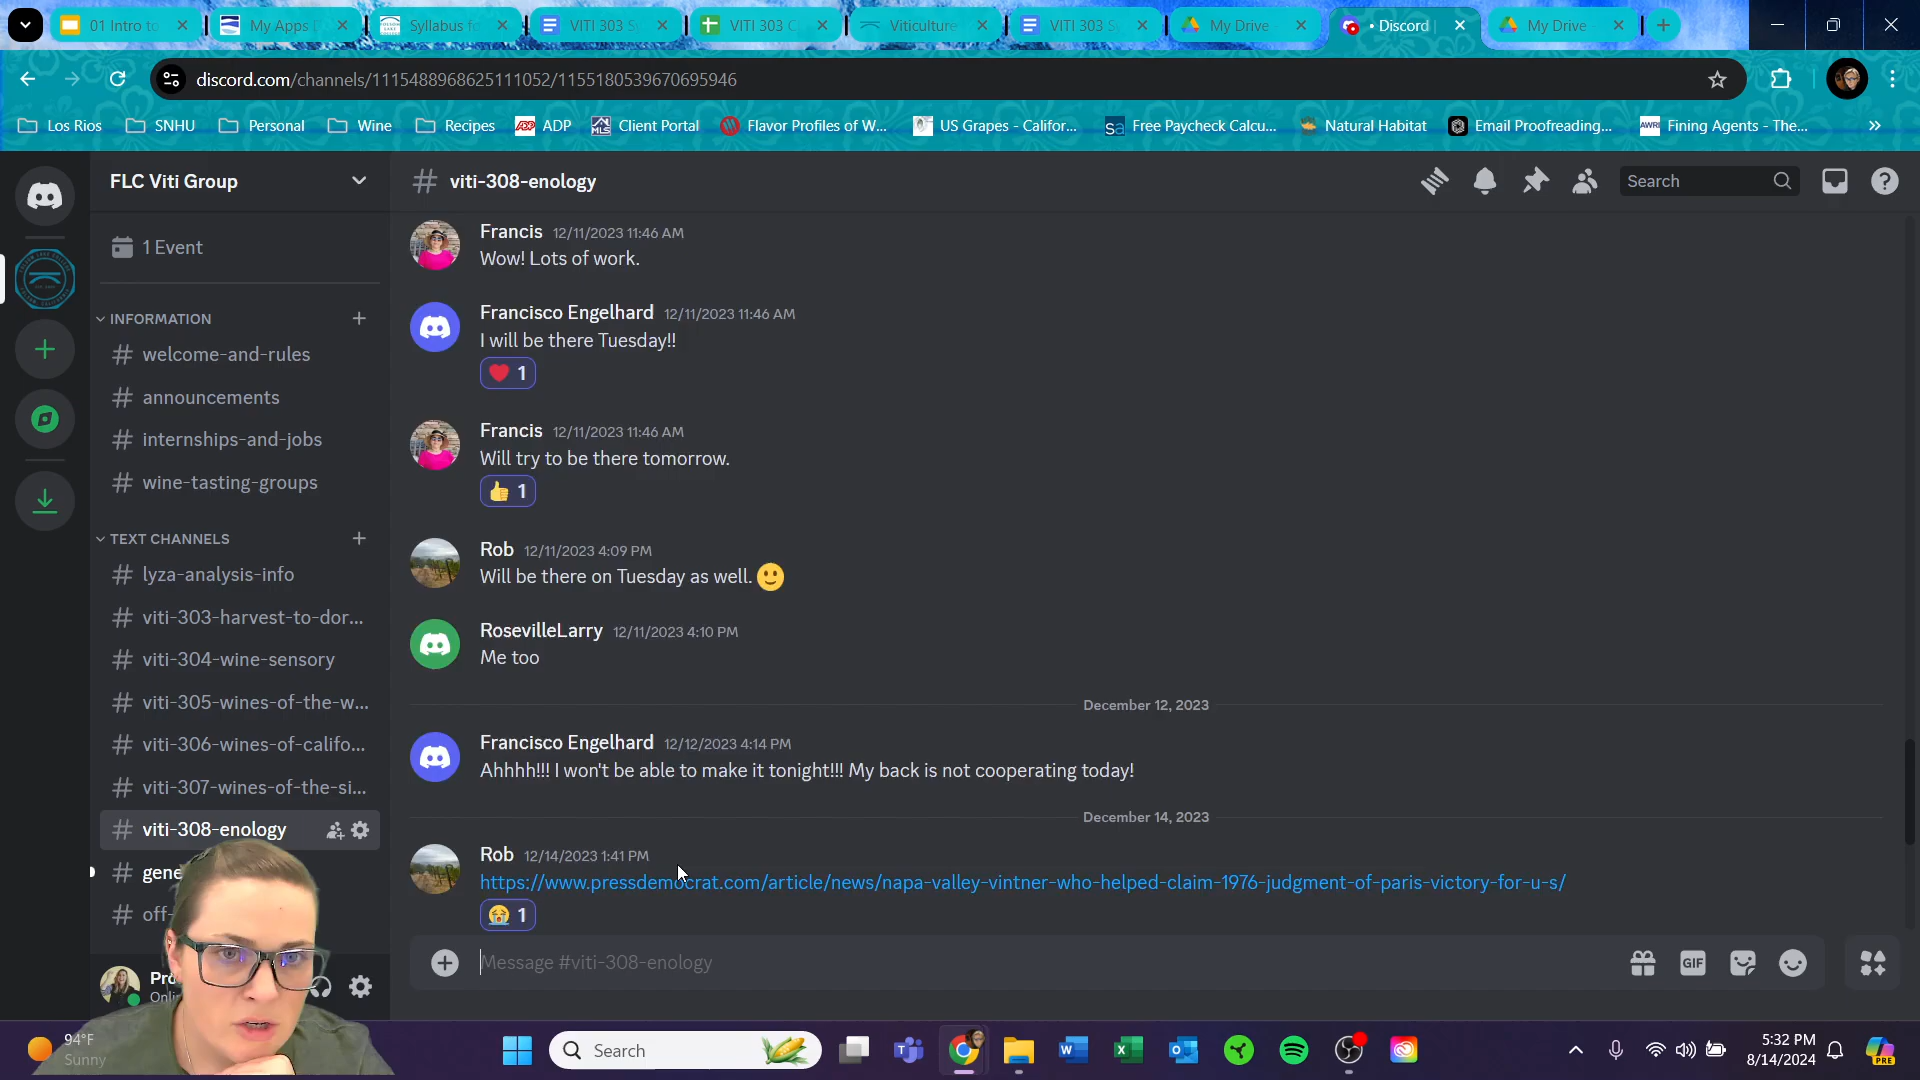 01 Intro to
My Apps D
Syllabus fo
VITI 303 S
VITI 303 C
Viticulture
VITI 303 S
My Drive
• Discord |
My Drive -
discord.com/channels/1115488968625111052/1155180539670695946
Los Rios
SNHU
Personal
Wine
Recipes
ADP
Client Portal
Flavor Profiles of W...
US Grapes - Califor...
Free Paycheck Calcu...
Natural Habitat
Email Proofreading...
Fining Agents - The...
FLC Viti Group
# viti-308-enology
Search
1 Event
INFORMATION
# welcome-and-rules
# announcements
# internships-and-jobs
# wine-tasting-groups
TEXT CHANNELS
# lyza-analysis-info
# viti-303-harvest-to-dor...
# viti-304-wine-sensory
# viti-305-wines-of-the-w...
# viti-306-wines-of-califo...
# viti-307-wines-of-the-si...
# viti-308-enology
# gene
# off-
Pro
Onli
Francis 12/11/2023 11:46 AM
Wow! Lots of work.
Francisco Engelhard 12/11/2023 11:46 AM
I will be there Tuesday!!
❤️ 1
Francis 12/11/2023 11:46 AM
Will try to be there tomorrow.
👍 1
Rob 12/11/2023 4:09 PM
Will be there on Tuesday as well. 🙂
RosevilleLarry 12/11/2023 4:10 PM
Me too
December 12, 2023
Francisco Engelhard 12/12/2023 4:14 PM
Ahhhh!!! I won't be able to make it tonight!!! My back is not cooperating today!
December 14, 2023
Rob 12/14/2023 1:41 PM
https://www.pressdemocrat.com/article/news/napa-valley-vintner-who-helped-claim-1976-judgment-of-paris-victory-for-u-s/
😭 1
Message #viti-308-enology
GIF
94°F
Sunny
Search
5:32 PM
8/14/2024
PRE